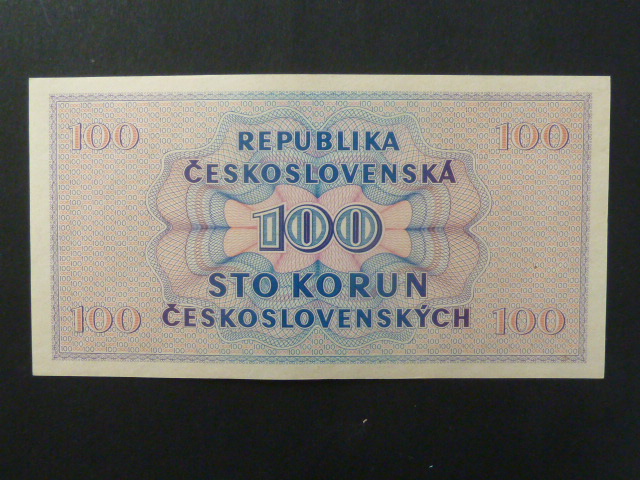 100 100
REPUBLIKA
ČESKOSLOVENSKÁ
100
STO KORUN
ČESKOSLOVENSKÝCH
100 100